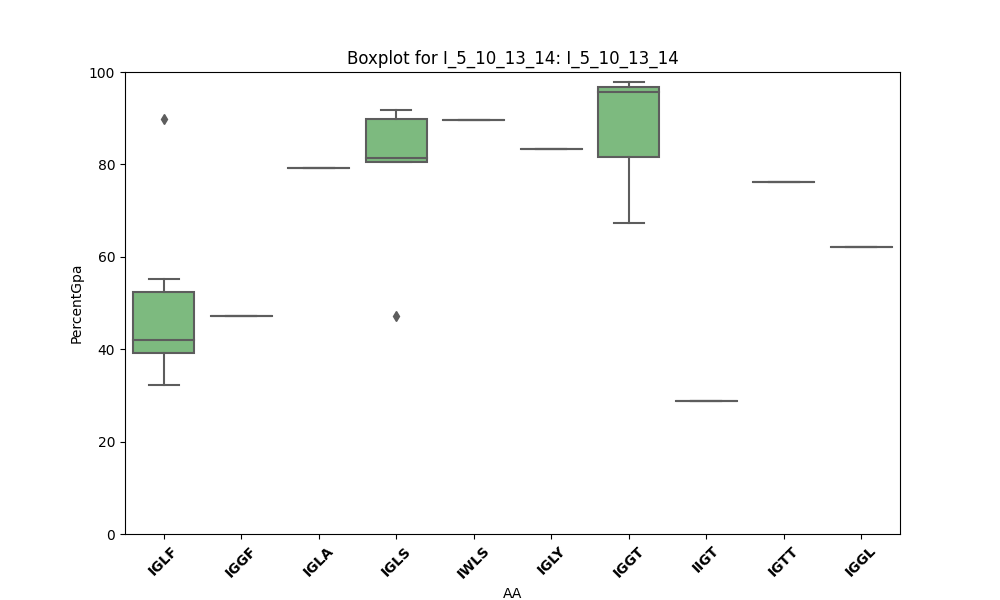 Boxplot for I_5_10_13_14: I_5_10_13_14
100
80
60
40
20
0
PercentGpa
IGLF
IGGF
IGLA
IGLS
IWLS
IGLY
IGGT
IIGT
IGTT
IGGL
AA